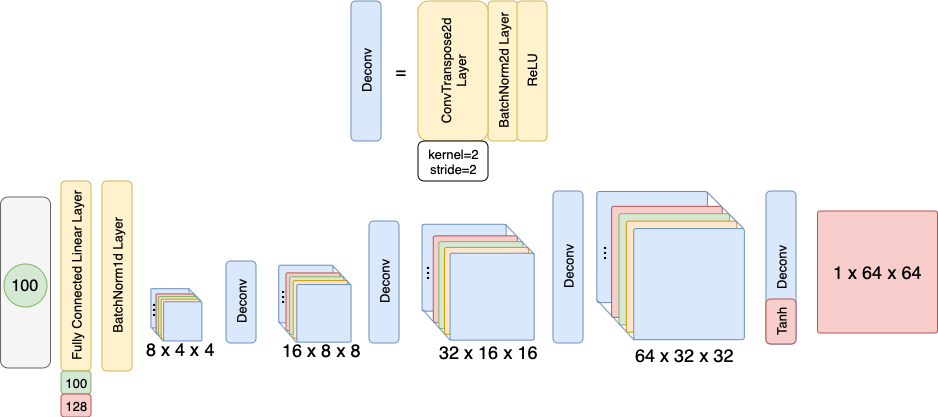 Deconv
=
ConvTranspose2d
Layer
BatchNorm2d Layer
ReLU
kernel=2
stride=2
100
Fully Connected Linear Layer
100
128
BatchNorm1d Layer
...
8 x 4 x 4
Deconv
...
16 x 8 x 8
Deconv
...
32 x 16 x 16
Deconv
...
64 x 32 x 32
Deconv
Tanh
1 x 64 x 64